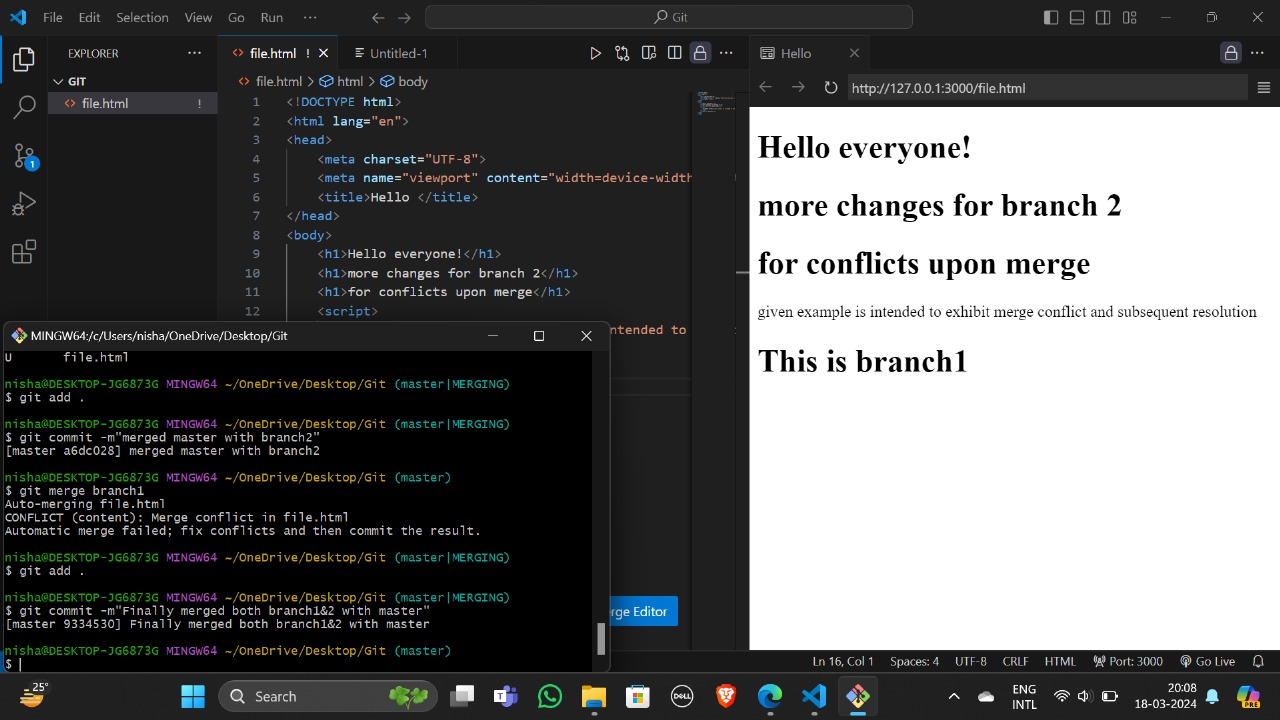 File Edit Selection View Go Run ··· Git
EXPLORER ···
GIT
file.html !
1
file.html ! Untitled-1
file.html > html > body
1 <!DOCTYPE html>
2 <html lang="en">
3 <head>
4 <meta charset="UTF-8">
5 <meta name="viewport" content="width=device-width
6 <title>Hello </title>
7 </head>
8 <body>
9 <h1>Hello everyone!</h1>
10 <h1>more changes for branch 2</h1>
11 <h1>for conflicts upon merge</h1>
12 <script>
ntended to
rge Editor
Hello
http://127.0.0.1:3000/file.html
Hello everyone!
more changes for branch 2
for conflicts upon merge
given example is intended to exhibit merge conflict and subsequent resolution
This is branch1
MINGW64:/c/Users/nisha/OneDrive/Desktop/Git
U file.html
nisha@DESKTOP-JG6873G MINGW64 ~/OneDrive/Desktop/Git (master|MERGING)
$ git add .
nisha@DESKTOP-JG6873G MINGW64 ~/OneDrive/Desktop/Git (master|MERGING)
$ git commit -m"merged master with branch2"
[master a6dc028] merged master with branch2
nisha@DESKTOP-JG6873G MINGW64 ~/OneDrive/Desktop/Git (master)
$ git merge branch1
Auto-merging file.html
CONFLICT (content): Merge conflict in file.html
Automatic merge failed; fix conflicts and then commit the result.
nisha@DESKTOP-JG6873G MINGW64 ~/OneDrive/Desktop/Git (master|MERGING)
$ git add .
nisha@DESKTOP-JG6873G MINGW64 ~/OneDrive/Desktop/Git (master|MERGING)
$ git commit -m"Finally merged both branch1&2 with master"
[master 9334530] Finally merged both branch1&2 with master
nisha@DESKTOP-JG6873G MINGW64 ~/OneDrive/Desktop/Git (master)
$
Ln 16, Col 1 Spaces: 4 UTF-8 CRLF HTML Port: 3000 Go Live
25° Search DELL ENG 20:08
INTL 18-03-2024 PRE